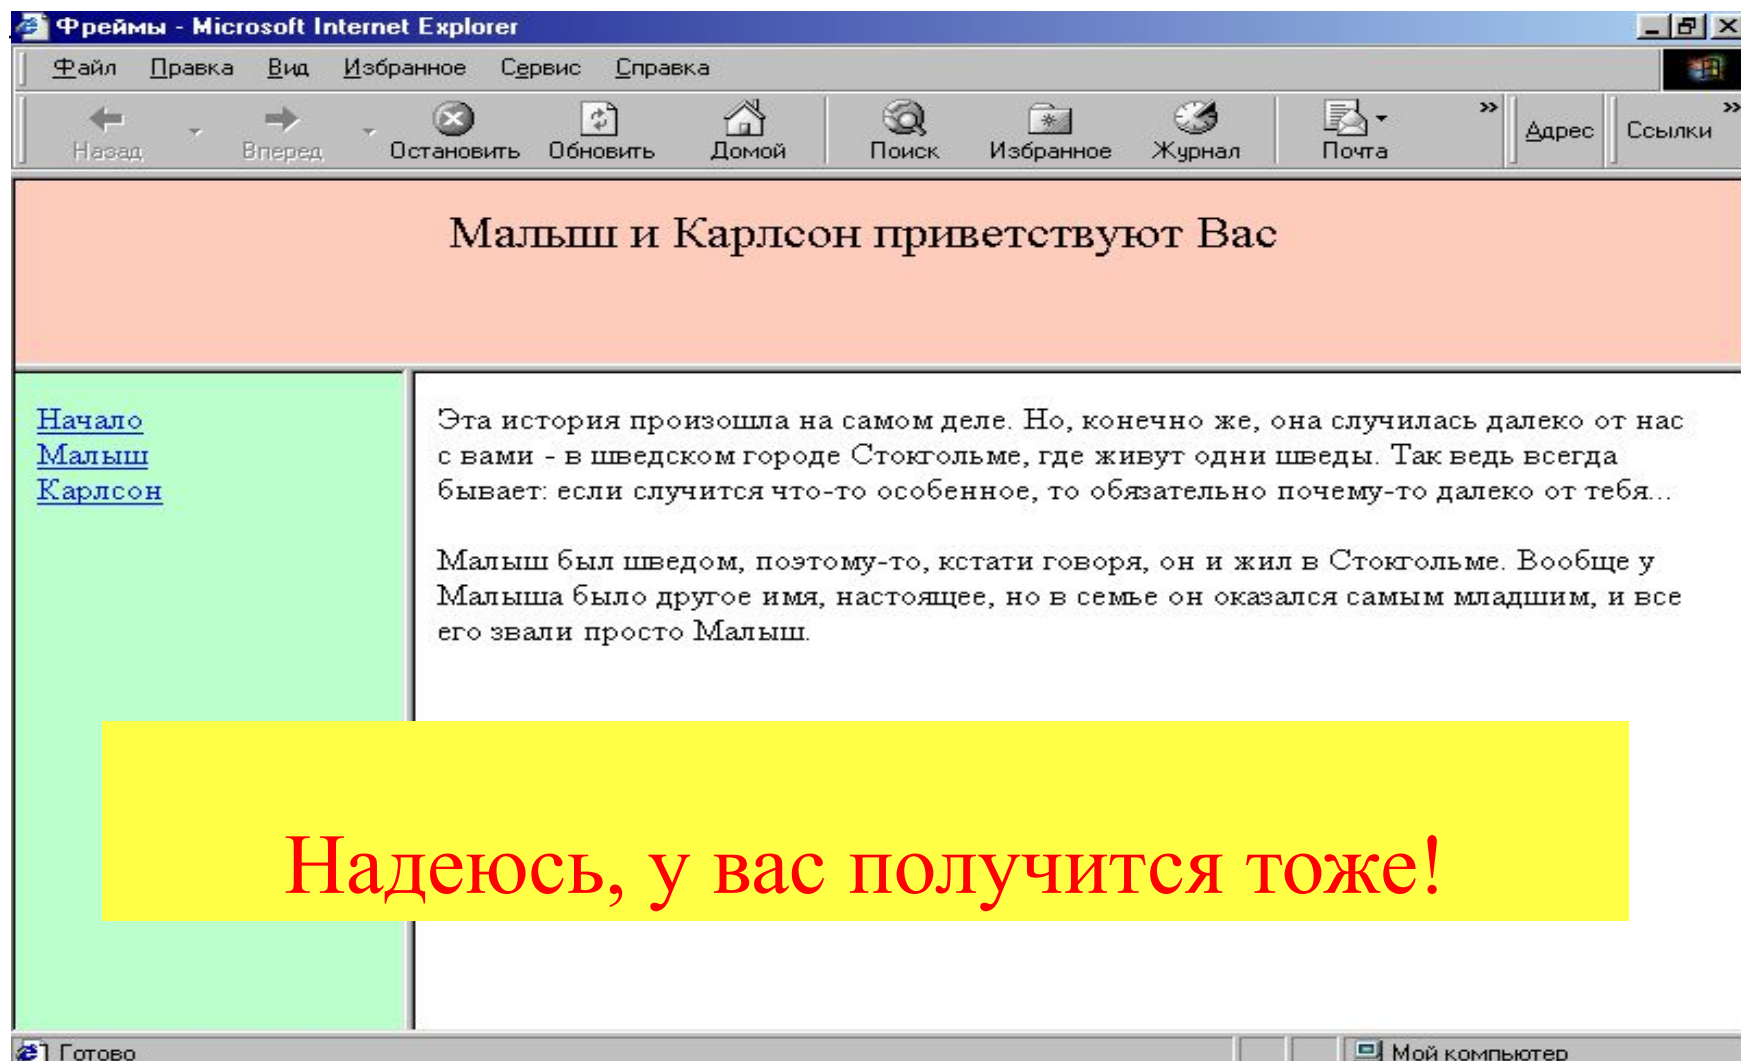 Фреймы - Microsoft Internet Explorer
Файл Правка Вид Избранное Сервис Справка
Назад Вперед Остановить Обновить Домой Поиск Избранное Журнал Почта » Адрес Ссылки »
Малыш и Карлсон приветствуют Вас
Начало
Малыш
Карлсон
Эта история произошла на самом деле. Но, конечно же, она случилась далеко от нас
с вами - в шведском городе Стокгольме, где живут одни шведы. Так ведь всегда
бывает: если случится что-то особенное, то обязательно почему-то далеко от тебя...
Малыш был шведом, поэтому-то, кстати говоря, он и жил в Стокгольме. Вообще у
Малыша было другое имя, настоящее, но в семье он оказался самым младшим, и все
его звали просто Малыш.
Надеюсь, у вас получится тоже!
Готово
Мой компьютер